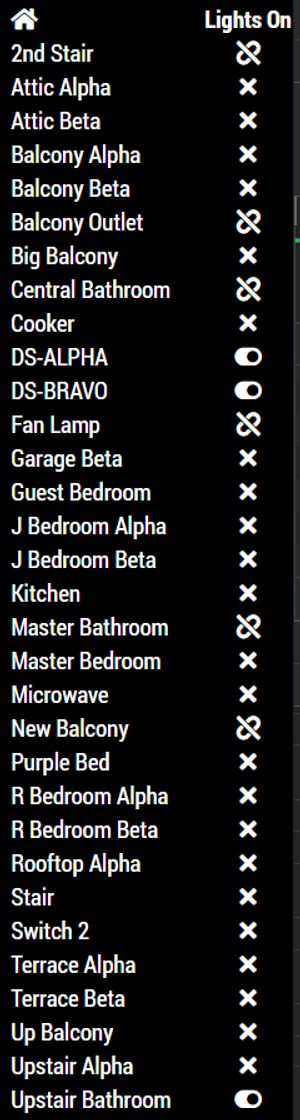 Lights On
2nd Stair
Attic Alpha
Attic Beta
Balcony Alpha
Balcony Beta
Balcony Outlet
Big Balcony
Central Bathroom
Cooker
DS-ALPHA
DS-BRAVO
Fan Lamp
Garage Beta
Guest Bedroom
J Bedroom Alpha
J Bedroom Beta
Kitchen
Master Bathroom
Master Bedroom
Microwave
New Balcony
Purple Bed
R Bedroom Alpha
R Bedroom Beta
Rooftop Alpha
Stair
Switch 2
Terrace Alpha
Terrace Beta
Up Balcony
Upstair Alpha
Upstair Bathroom